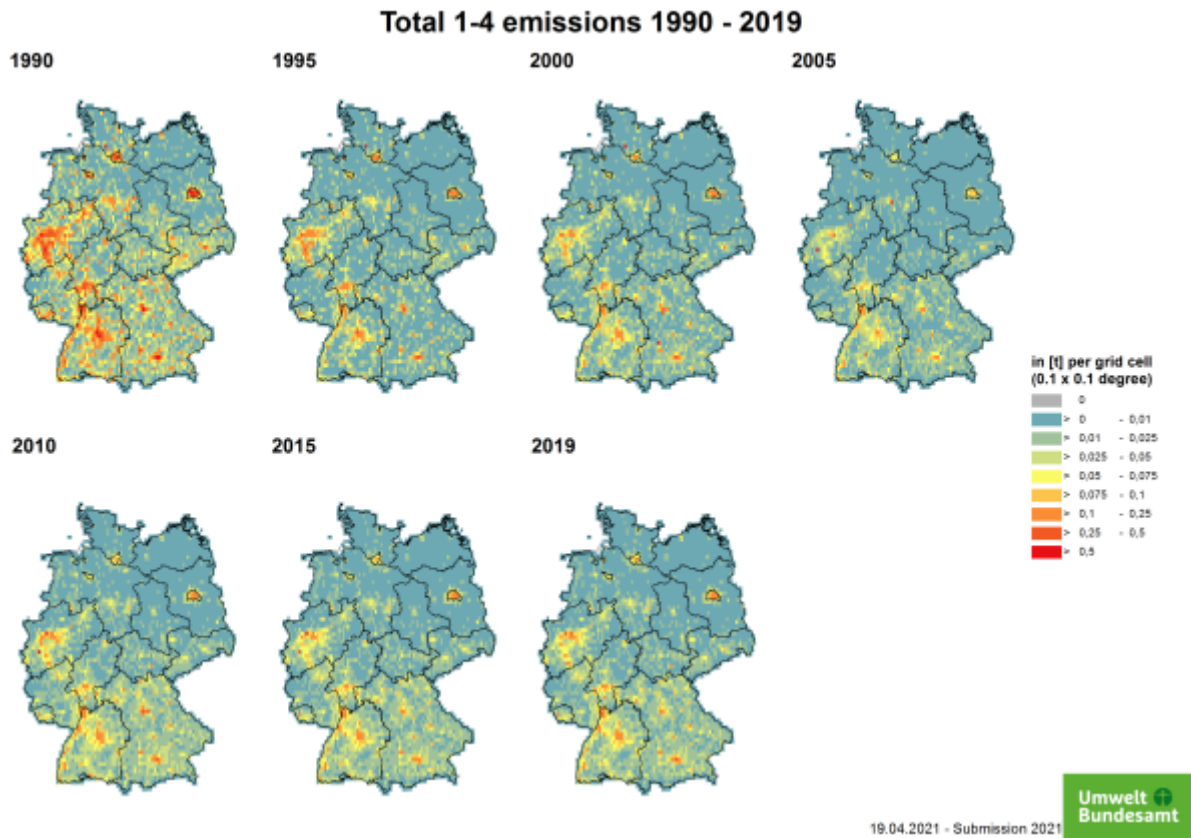 Total 1-4 emissions 1990 - 2019
1990
1995
2000
2005
in [t] per grid cell
(0.1 x 0.1 degree)
0
> 0 - 0,01
> 0,01 - 0,025
> 0,025 - 0,05
> 0,05 - 0,075
> 0,075 - 0,1
> 0,1 - 0,25
> 0,25 - 0,5
> 0,5
2010
2015
2019
Umwelt
Bundesamt
19.04.2021 - Submission 2021